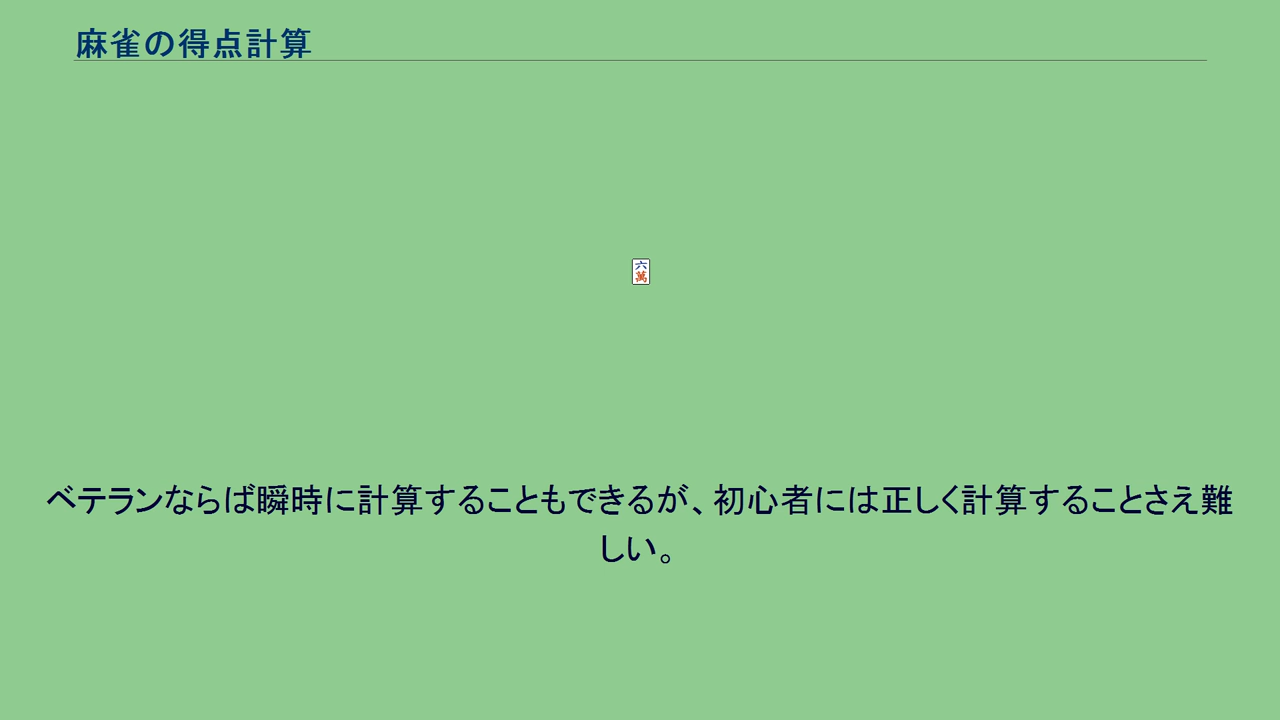 麻雀の得点計算
六
萬
ベテランならば瞬時に計算することもできるが、初心者には正しく計算することさえ難
しい。